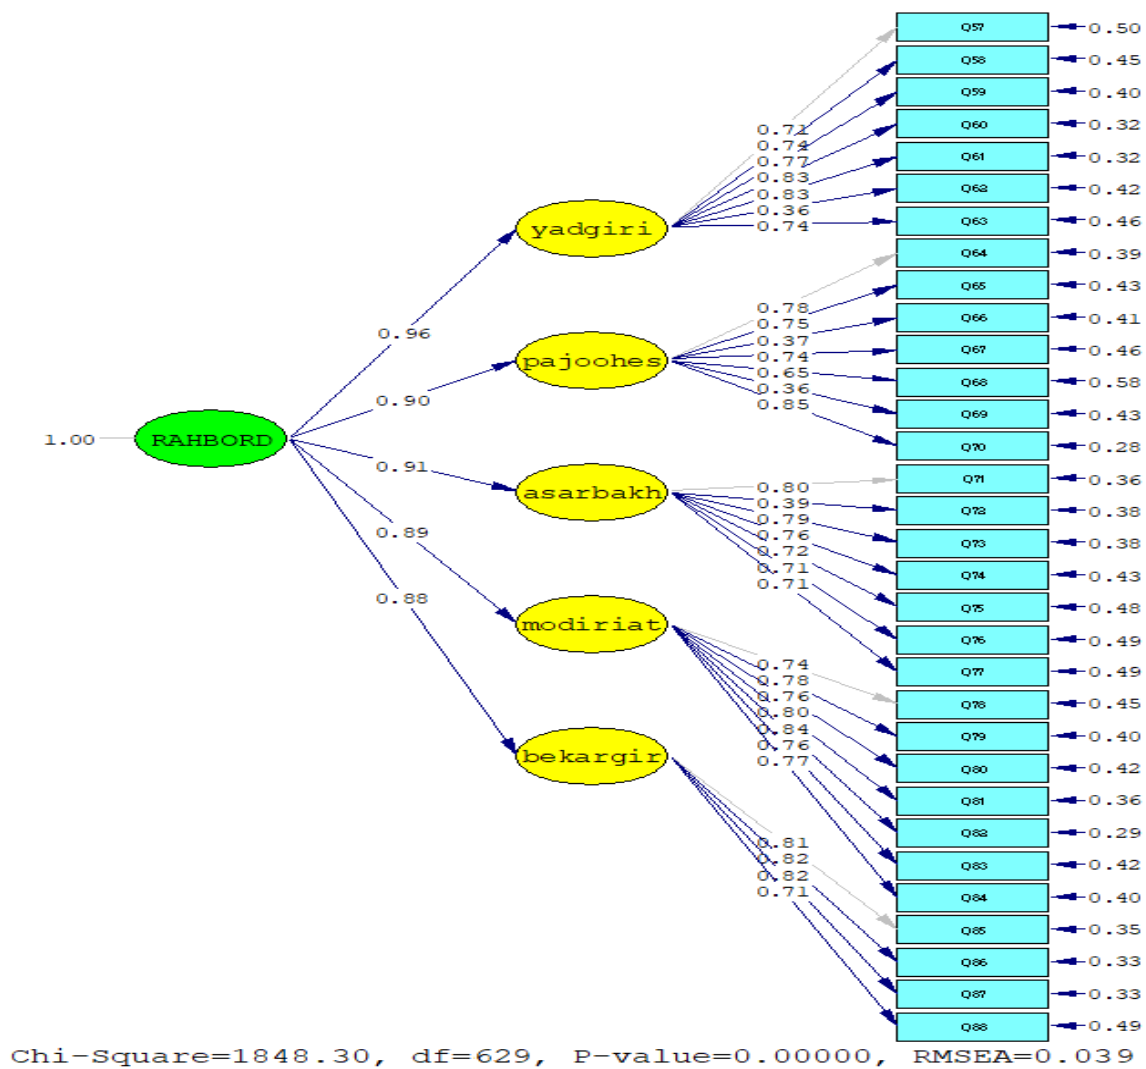 Q57 0.50
Q58 0.45
Q59 0.40
Q60 0.32
Q61 0.32
Q62 0.42
Q63 0.46
Q64 0.39
Q65 0.43
Q66 0.41
Q67 0.46
Q68 0.58
Q69 0.43
Q70 0.28
Q71 0.36
Q72 0.38
Q73 0.38
Q74 0.43
Q75 0.48
Q76 0.49
Q77 0.49
Q78 0.45
Q79 0.40
Q80 0.42
Q81 0.36
Q82 0.29
Q83 0.42
Q84 0.40
Q85 0.35
Q86 0.33
Q87 0.33
Q88 0.49
0.71
0.74
0.77
0.83
0.83
0.36
0.74
yadgiri
0.78
0.75
0.37
0.74
0.65
0.36
0.85
pajoohes
0.80
0.39
0.79
0.76
0.72
0.71
0.71
asarbakh
0.74
0.78
0.76
0.80
0.84
0.76
0.77
modiriat
0.81
0.82
0.82
0.71
bekargir
0.96
0.90
0.91
0.89
0.88
1.00 RAHBORD
Chi-Square=1848.30, df=629, P-value=0.00000, RMSEA=0.039